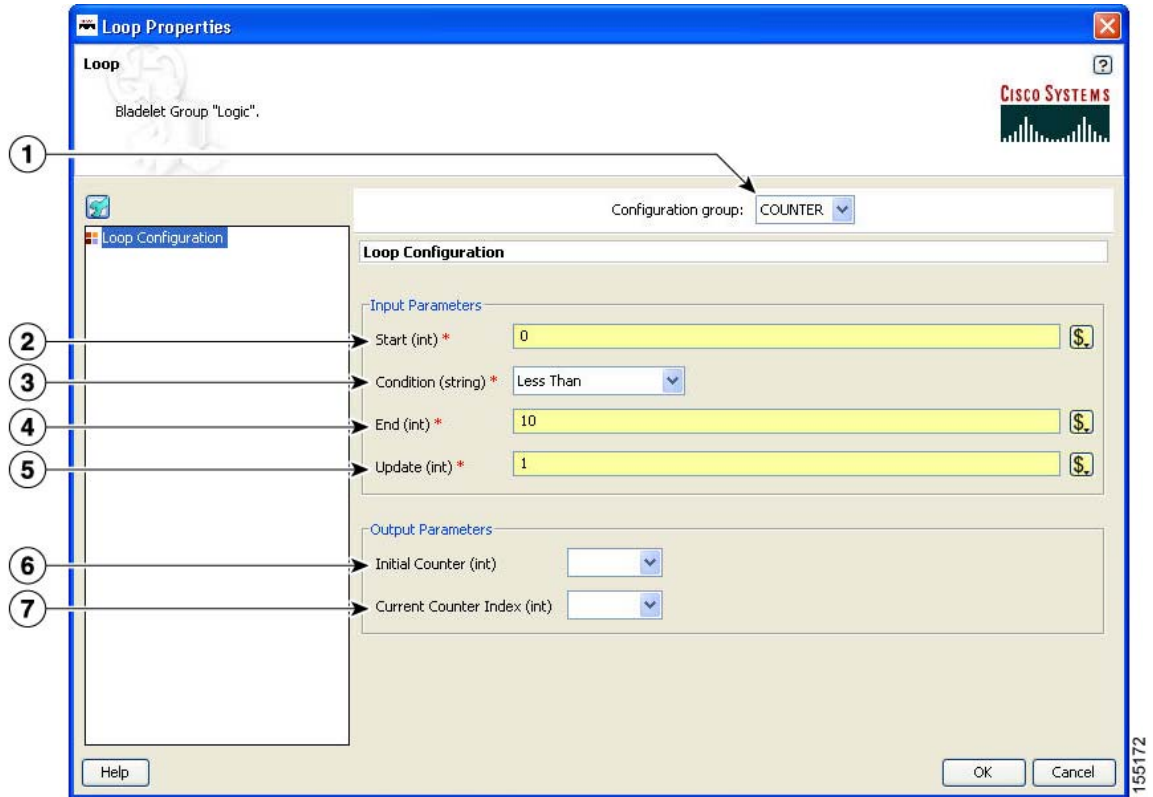 Loop Properties
Loop
?
Bladelet Group "Logic".
CISCO SYSTEMS
1
Configuration group: COUNTER
Loop Configuration
Loop Configuration
Input Parameters
2 Start (int) * 0 $
3 Condition (string) * Less Than
4 End (int) * 10 $
5 Update (int) * 1 $
Output Parameters
6 Initial Counter (int)
7 Current Counter Index (int)
Help OK Cancel
155172